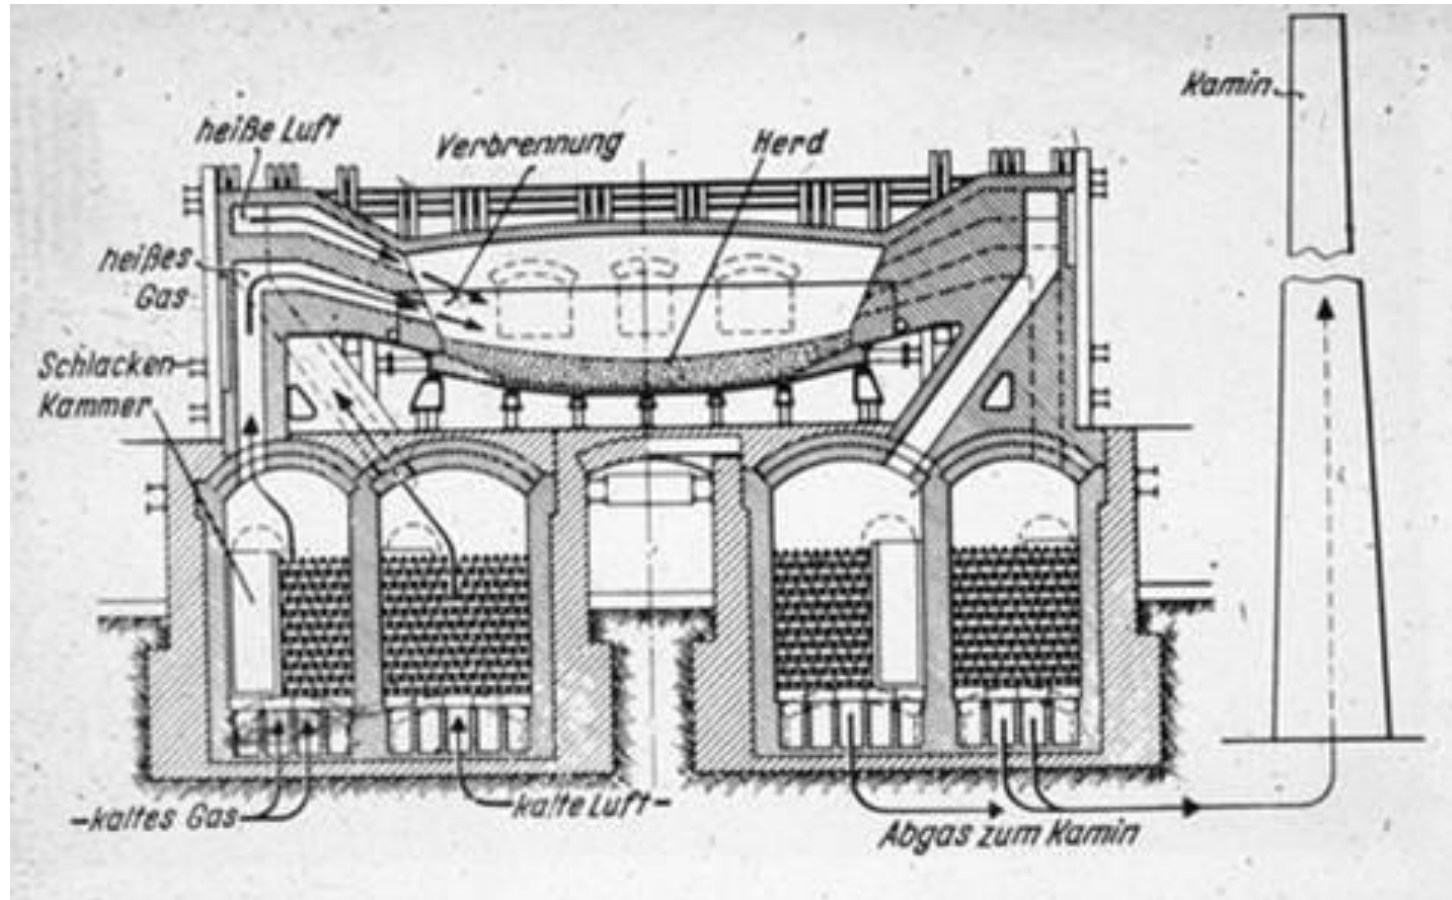 Kamin
heiße Luft
Verbrennung
Herd
heißes
Gas
Schlacken
Kammer
kaltes Gas
kalte Luft
Abgas zum Kamin